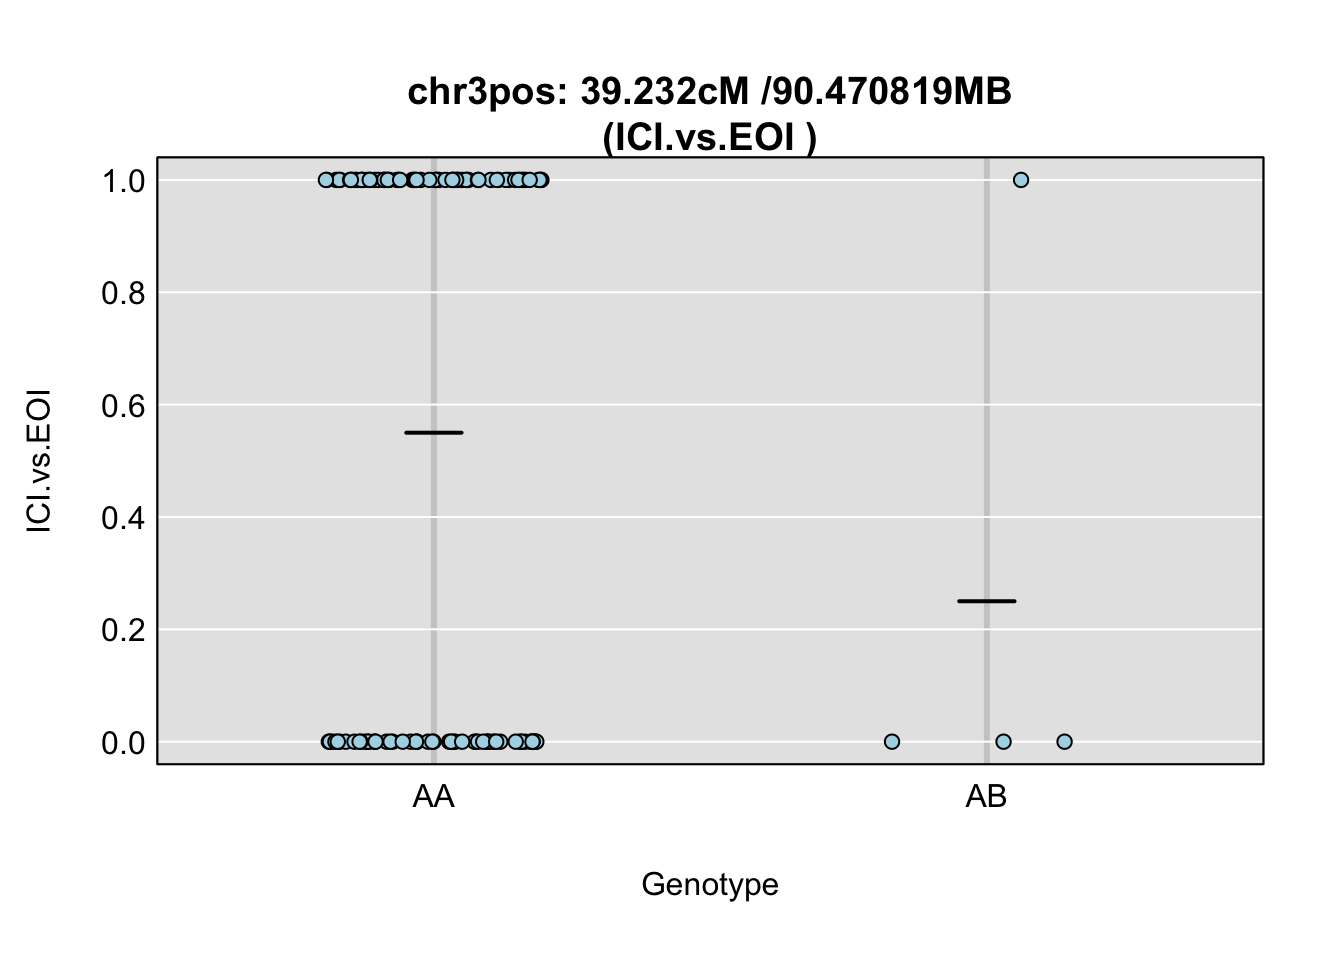 chr3pos: 39.232cM /90.470819MB
(ICI.vs.EOI )
ICI.vs.EOI
1.0
0.8
0.6
0.4
0.2
0.0
AA AB
Genotype